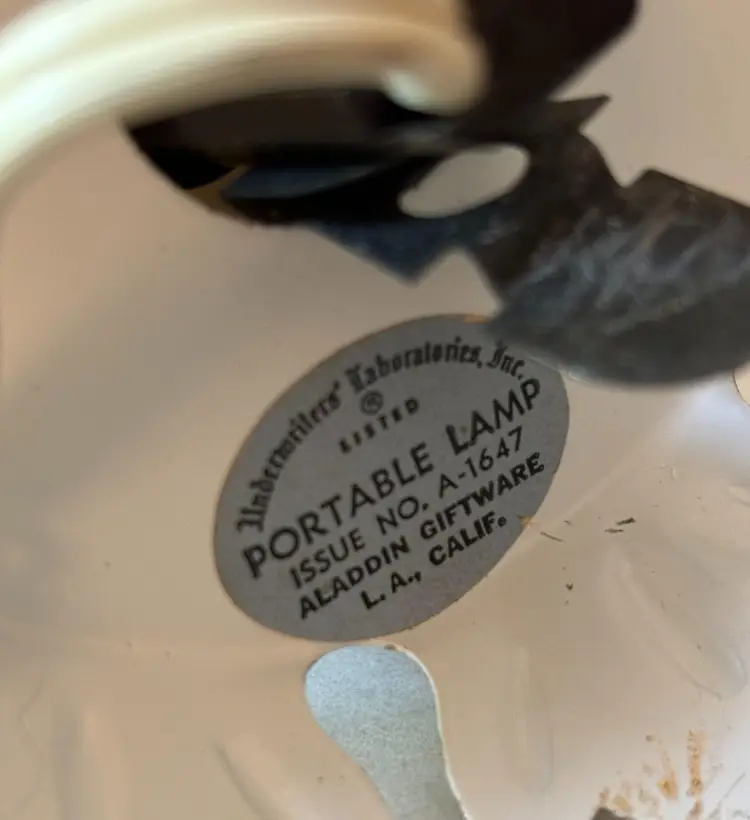 Underwriters' Laboratories, Inc.
®
LISTED
PORTABLE LAMP
ISSUE NO. A-1647
ALADDIN GIFTWARE
L.A., CALIF.